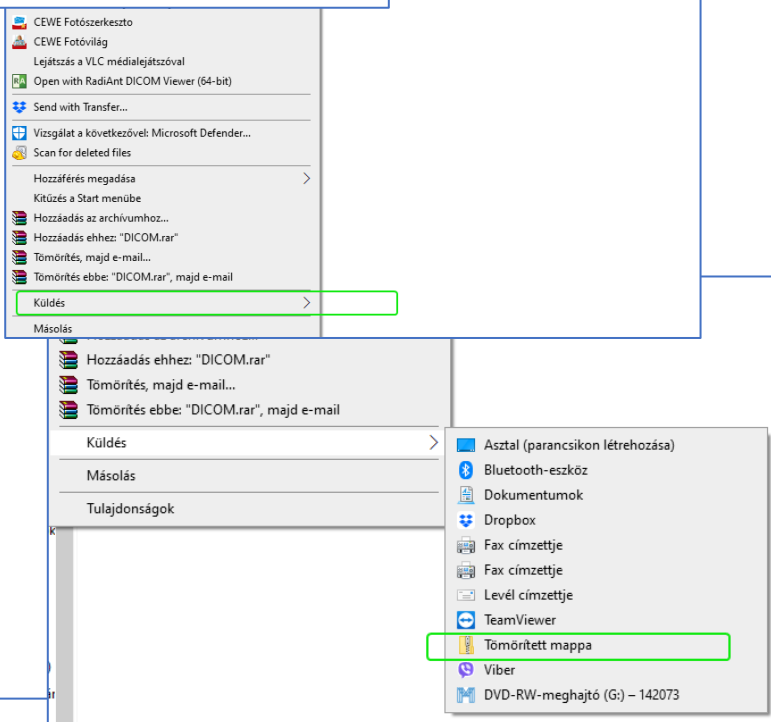 CEWE Fotószerkeszto
CEWE Fotóvilág
Lejátszás a VLC médialejátszóval
Open with RadiAnt DICOM Viewer (64-bit)
Send with Transfer...
Vizsgálat a következővel: Microsoft Defender...
Scan for deleted files
Hozzáférés megadása
Kitűzés a Start menübe
Hozzáadás az archívumhoz...
Hozzáadás ehhez: "DICOM.rar"
Tömörítés, majd e-mail...
Tömörítés ebbe: "DICOM.rar", majd e-mail
Küldés
Másolás
Hozzáadás ehhez: "DICOM.rar"
Tömörítés, majd e-mail...
Tömörítés ebbe: "DICOM.rar", majd e-mail
Küldés
Másolás
Tulajdonságok
Asztal (parancsikon létrehozása)
Bluetooth-eszköz
Dokumentumok
Dropbox
Fax címzettje
Fax címzettje
Levél címzettje
TeamViewer
Tömörített mappa
Viber
DVD-RW-meghajtó (G:) – 142073